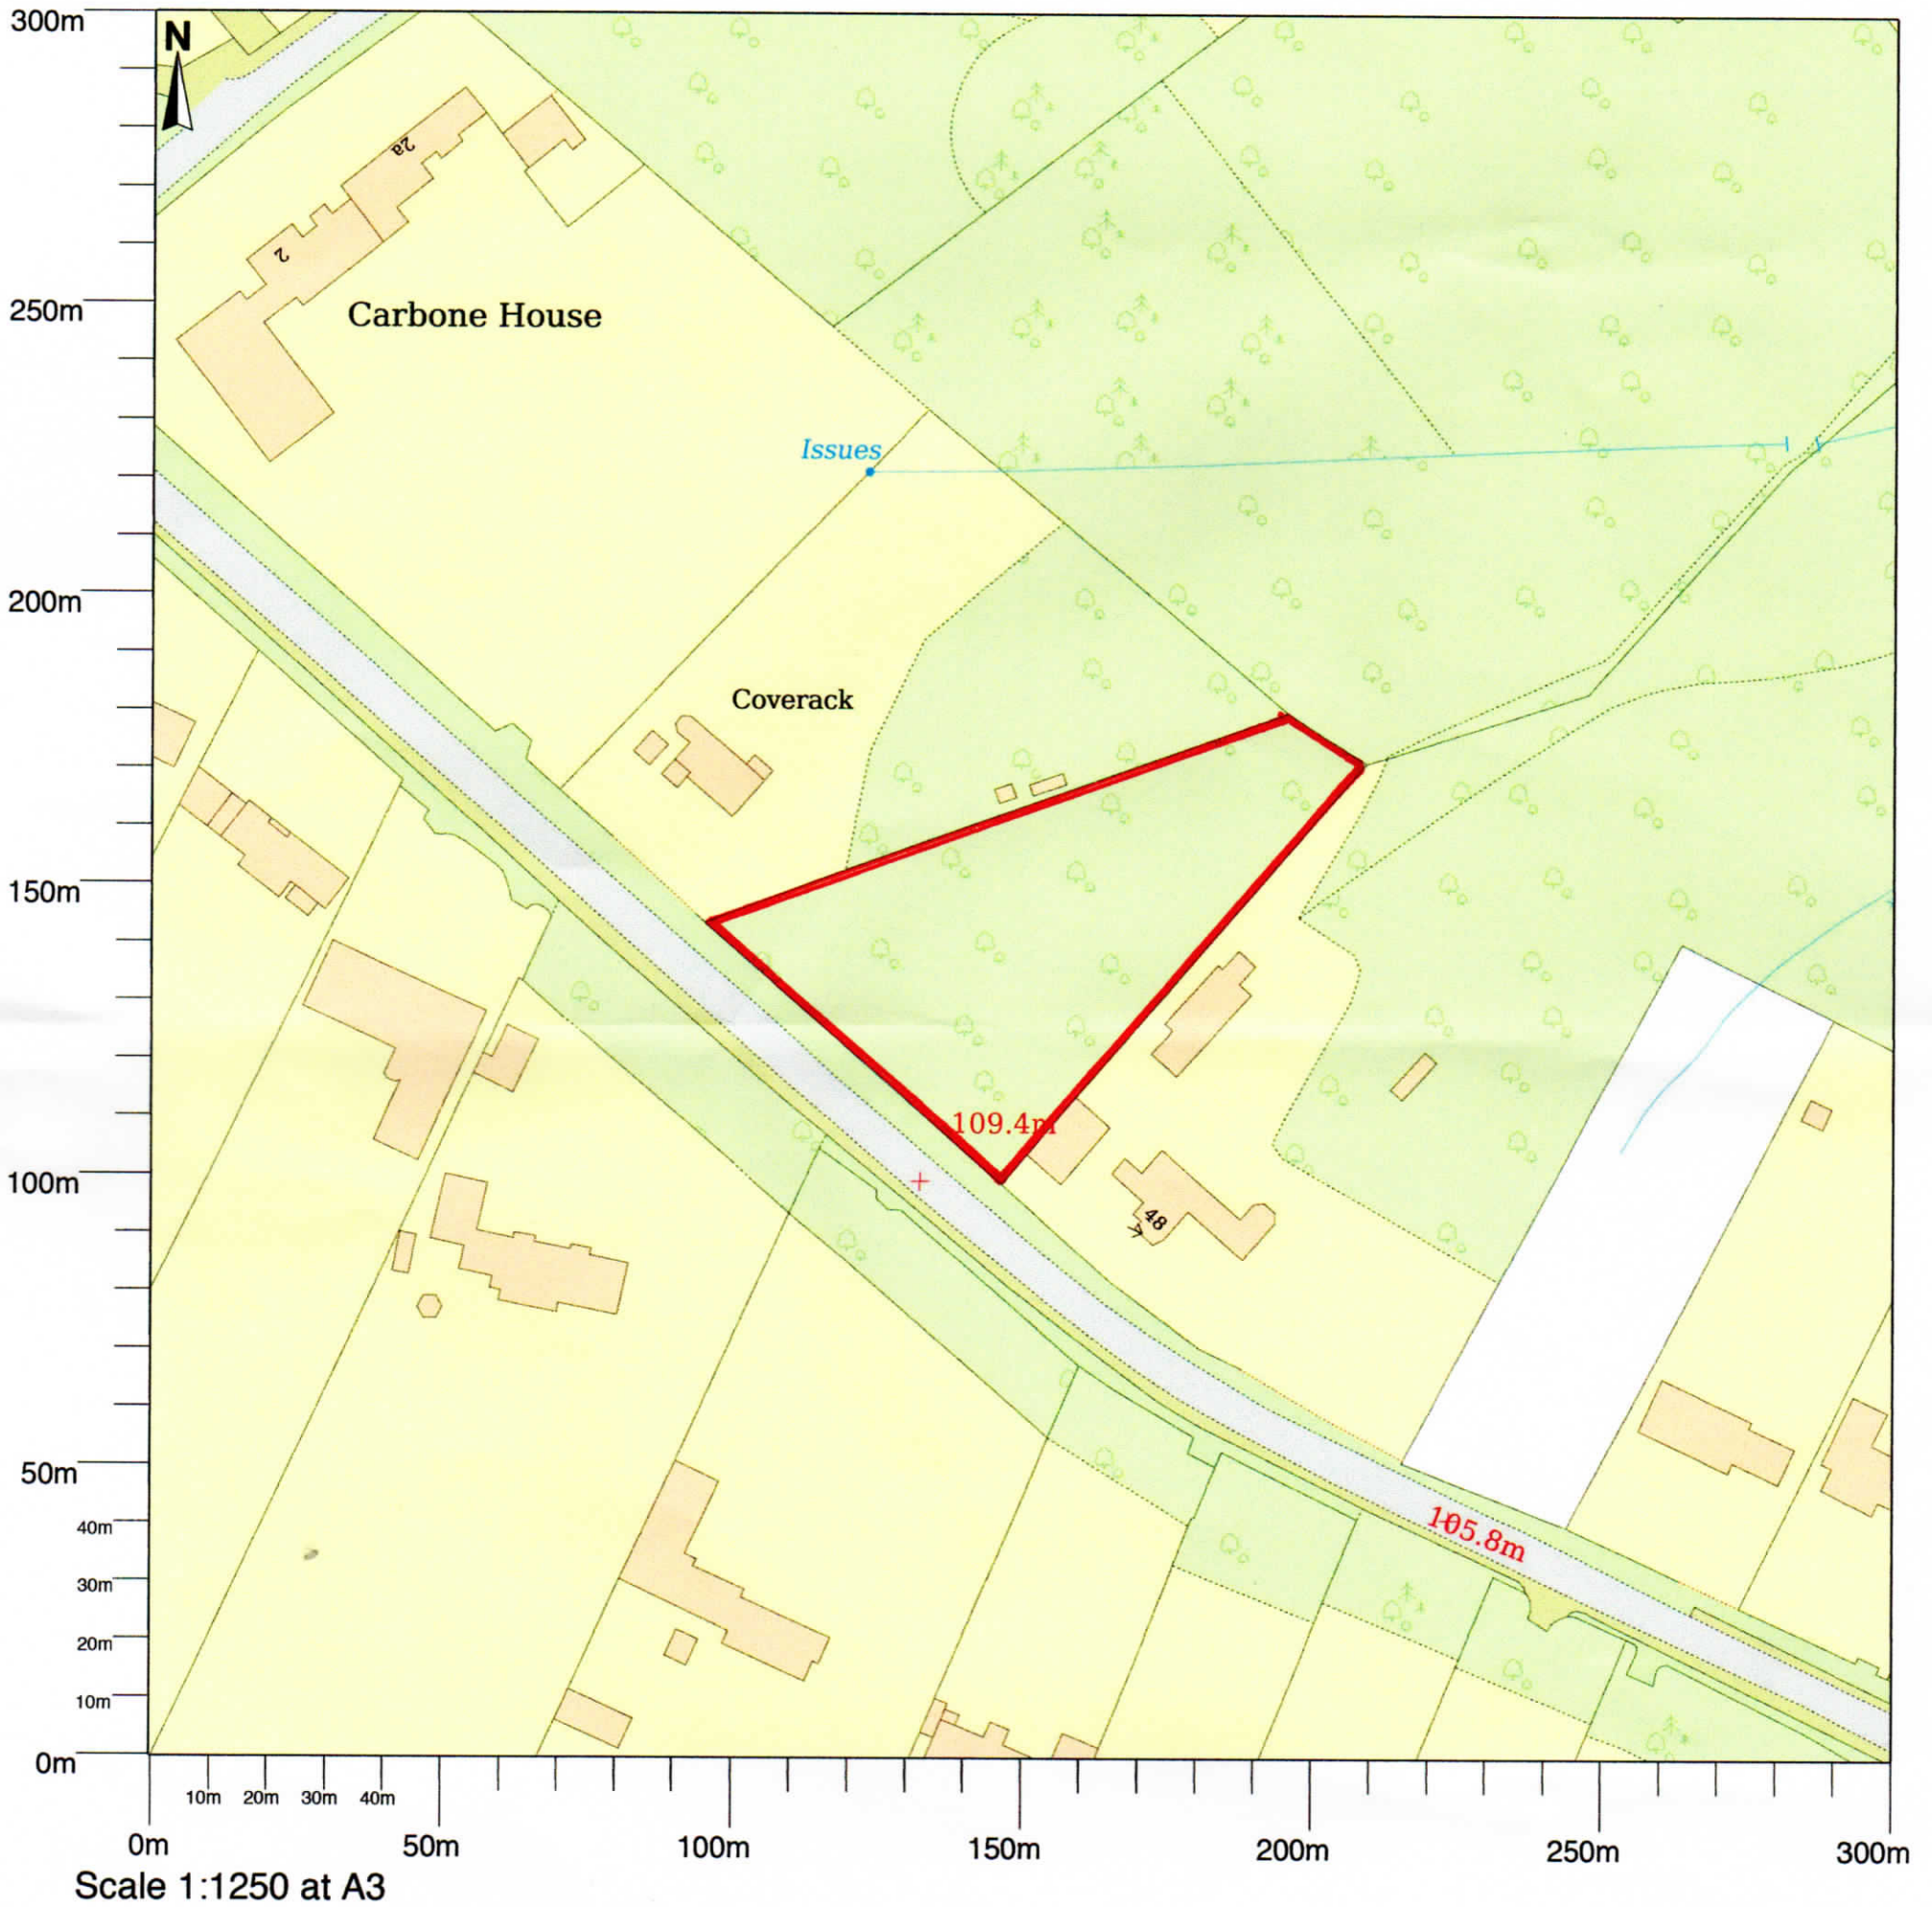 300m
N
2a
2
Carbone House
250m
Issues
200m
Coverack
150m
109.4m
100m
48
50m
105.8m
40m
30m
20m
10m
0m
10m 20m 30m 40m
0m 50m 100m 150m 200m 250m 300m
Scale 1:1250 at A3